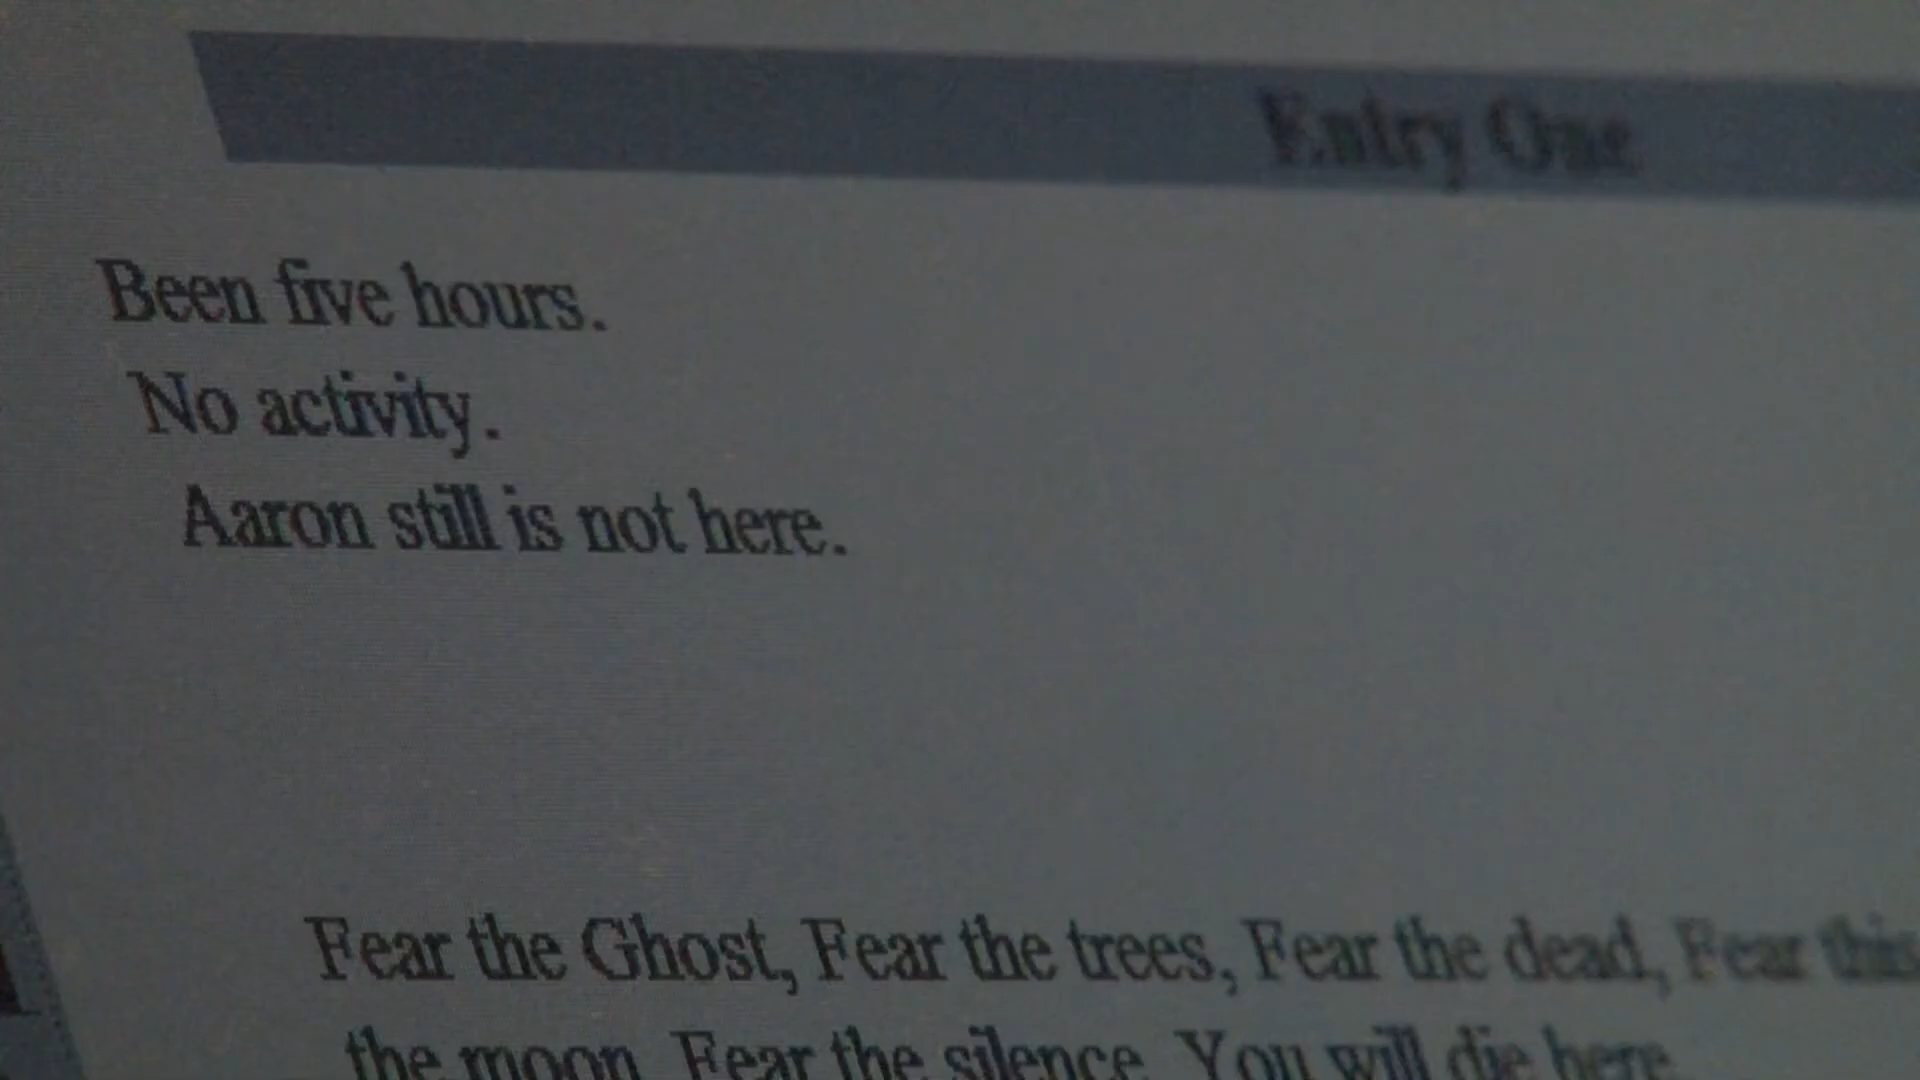 Entry One
Been five hours.
No activity.
Aaron still is not here.
Fear the Ghost, Fear the trees, Fear the dead, Fear this
the moon, Fear the silence. You will die here